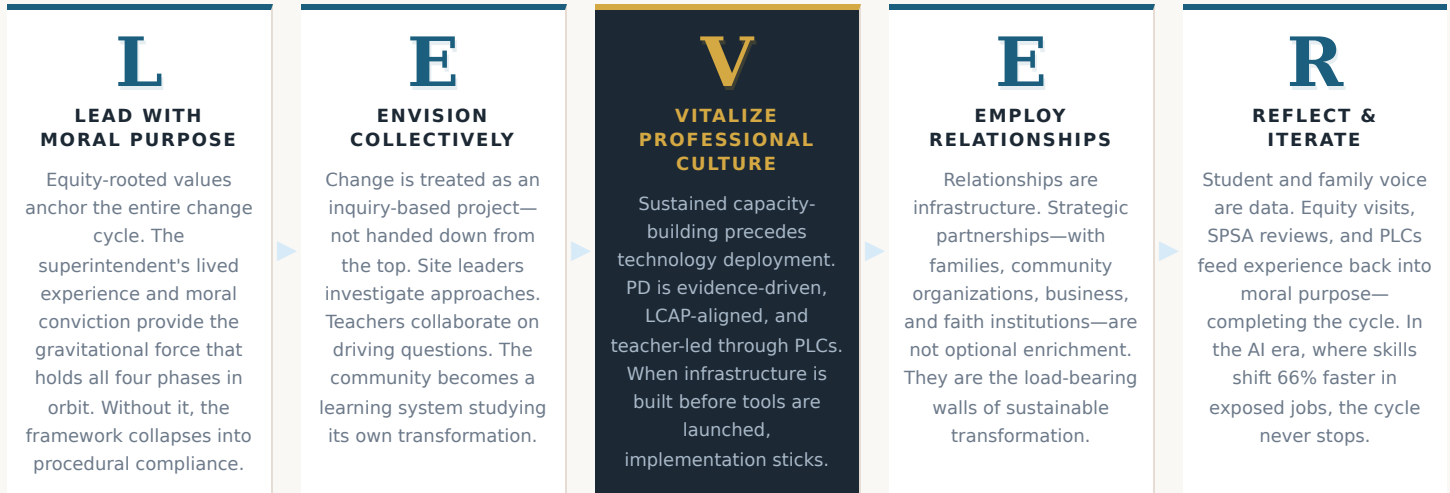 L
LEAD WITH
MORAL PURPOSE
Equity-rooted values
anchor the entire change
cycle. The
superintendent's lived
experience and moral
conviction provide the
gravitational force that
holds all four phases in
orbit. Without it, the
framework collapses into
procedural compliance.
E
ENVISION
COLLECTIVELY
Change is treated as an
inquiry-based project—
not handed down from
the top. Site leaders
investigate approaches.
Teachers collaborate on
driving questions. The
community becomes a
learning system studying
its own transformation.
V
VITALIZE
PROFESSIONAL
CULTURE
Sustained capacity-
building precedes
technology deployment.
PD is evidence-driven,
LCAP-aligned, and
teacher-led through PLCs.
When infrastructure is
built before tools are
launched,
implementation sticks.
E
EMPLOY
RELATIONSHIPS
Relationships are
infrastructure. Strategic
partnerships—with
families, community
organizations, business,
and faith institutions—are
not optional enrichment.
They are the load-bearing
walls of sustainable
transformation.
R
REFLECT &
ITERATE
Student and family voice
are data. Equity visits,
SPSA reviews, and PLCs
feed experience back into
moral purpose—
completing the cycle. In
the AI era, where skills
shift 66% faster in
exposed jobs, the cycle
never stops.